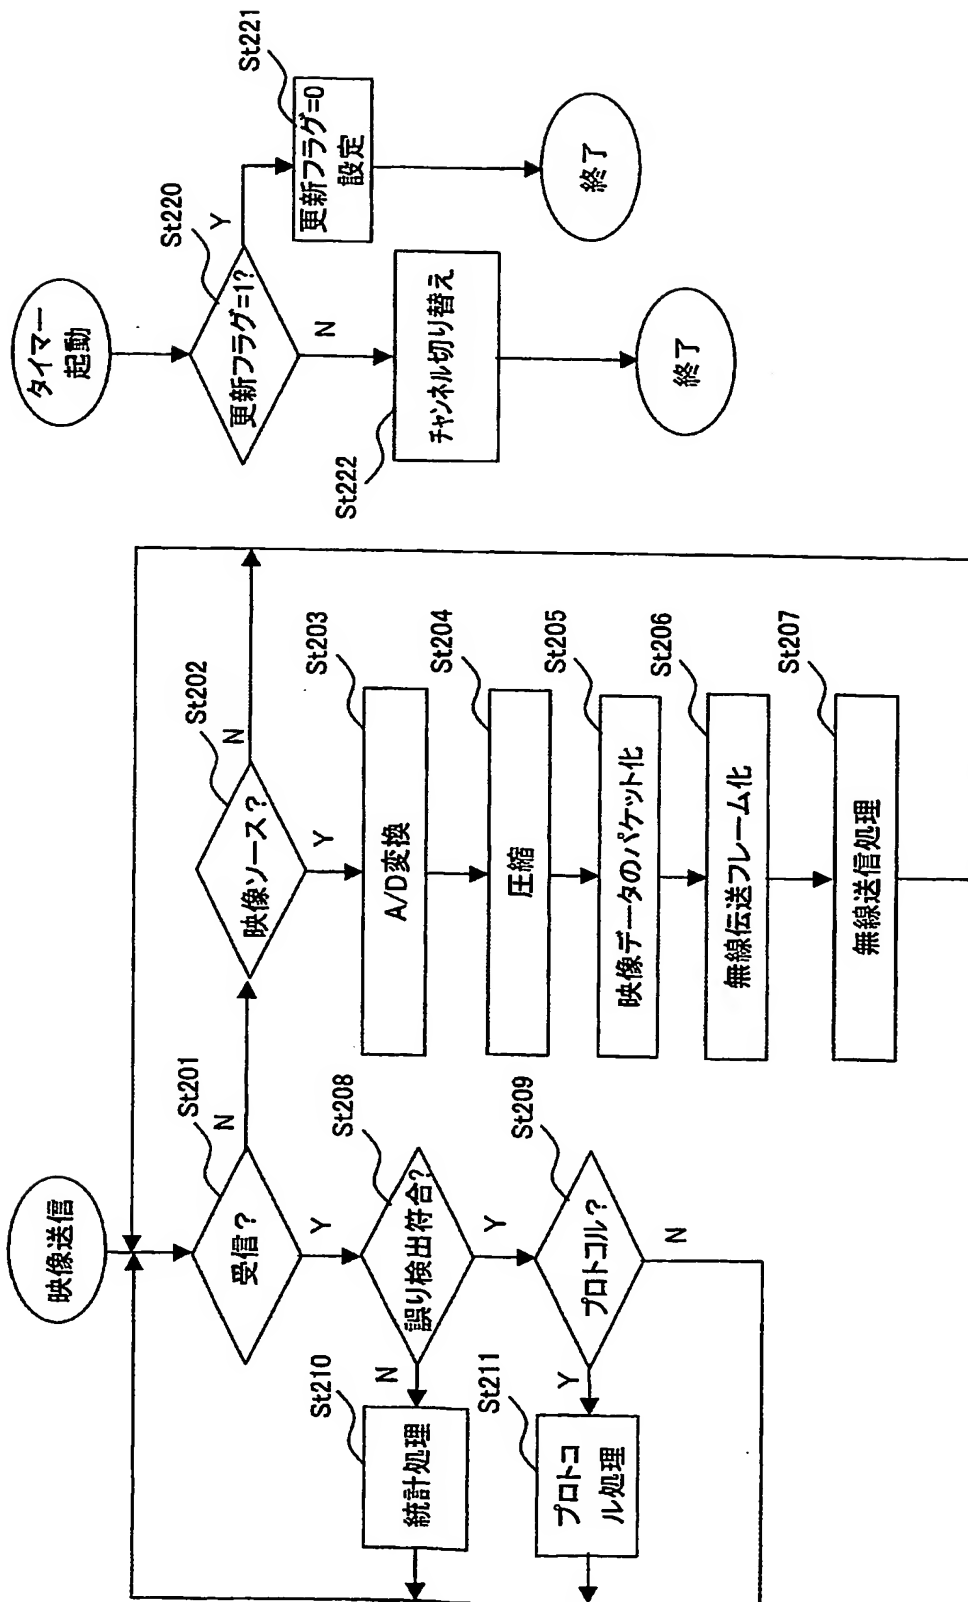 映像送信
St201
受信?
N
Y
St202
映像ソース?
N
Y
St203
A/D変換
St204
圧縮
St205
映像データのパケット化
St206
無線伝送フレーム化
St207
無線送信処理
St208
誤り検出符合?
N
Y
St209
プロトコル?
Y
N
St210
統計処理
St211
プロトコ
ル処理
タイマー
起動
St220
更新フラグ=1?
Y
N
St221
更新フラグ=0
設定
終了
St222
チャンネル切り替え
終了